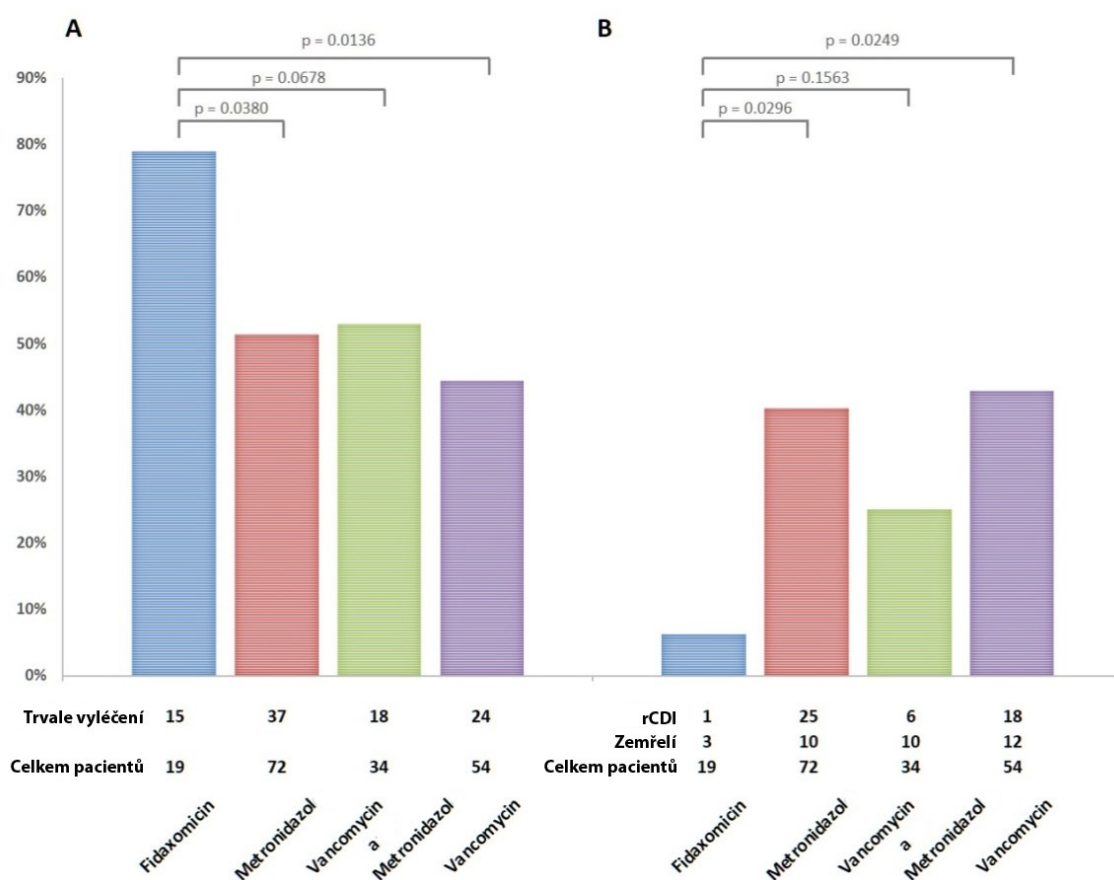 A
B
p = 0.0136
p = 0.0678
p = 0.0380
p = 0.0249
p = 0.1563
p = 0.0296
90%
80%
70%
60%
50%
40%
30%
20%
10%
0%
Trvale vyléčení 15 37 18 24
Celkem pacientů 19 72 34 54
Fidaxomicin
Metronidazol
Vancomycin
a
Metronidazol
Vancomycin
rCDI 1 25 6 18
Zemřelí 3 10 10 12
Celkem pacientů 19 72 34 54
Fidaxomicin
Metronidazol
Vancomycin
a
Metronidazol
Vancomycin